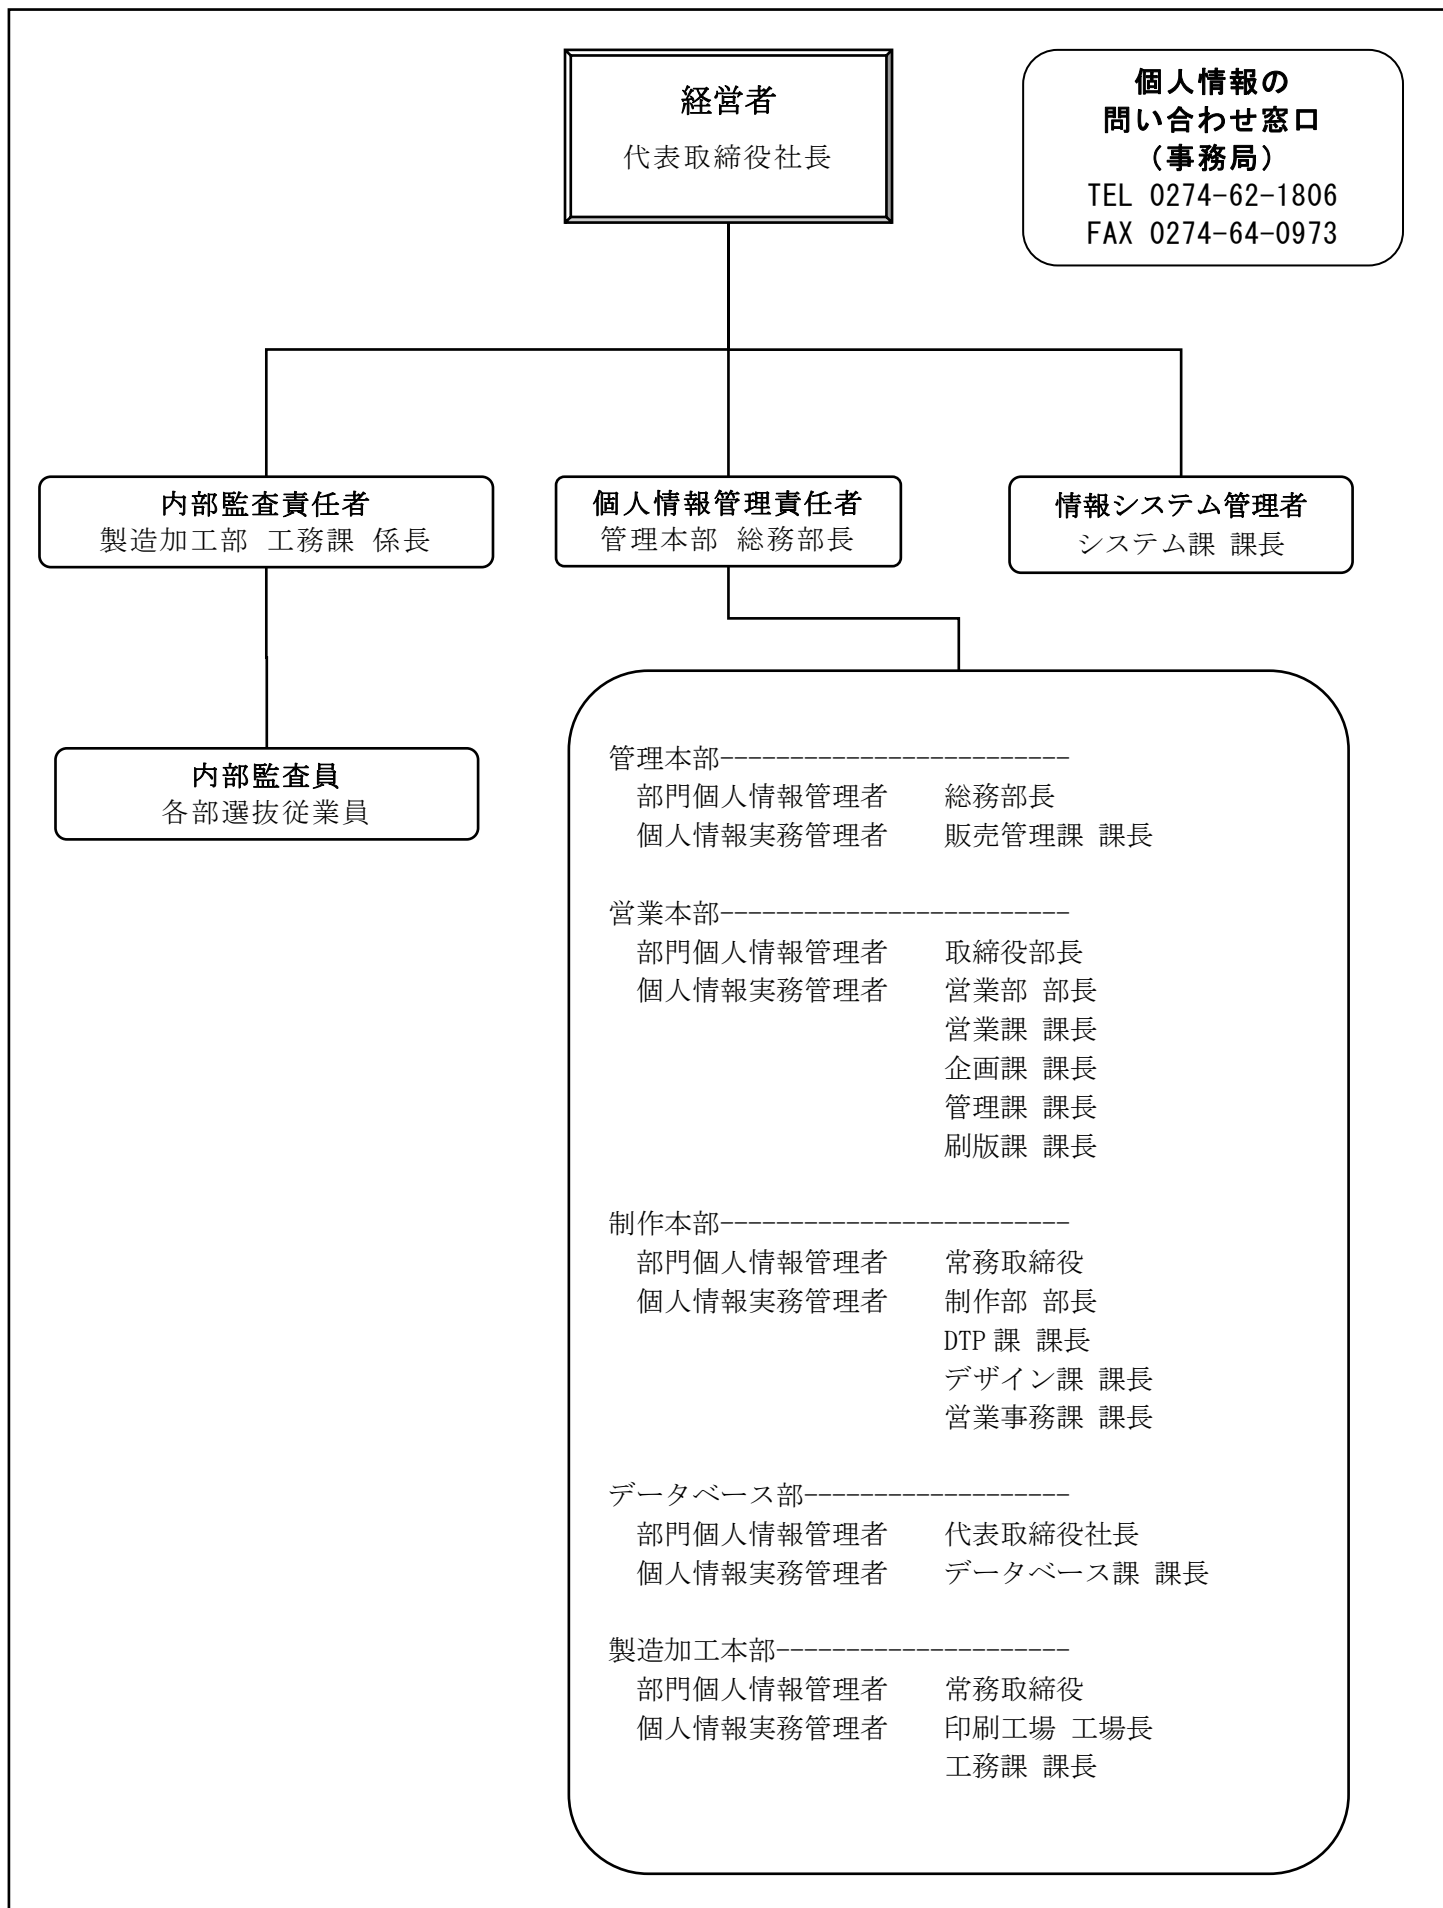 経営者
代表取締役社長
個人情報の
問い合わせ窓口
（事務局）
TEL 0274-62-1806
FAX 0274-64-0973
内部監査責任者
製造加工部 工務課 係長
個人情報管理責任者
管理本部 総務部長
情報システム管理者
システム課 課長
内部監査員
各部選抜従業員
管理本部-------------------------
部門個人情報管理者 総務部長
個人情報実務管理者 販売管理課 課長
営業本部-------------------------
部門個人情報管理者 取締役部長
個人情報実務管理者 営業部 部長
営業課 課長
企画課 課長
管理課 課長
刷版課 課長
制作本部-------------------------
部門個人情報管理者 常務取締役
個人情報実務管理者 制作部 部長
DTP課 課長
デザイン課 課長
営業事務課 課長
データベース部-------------------
部門個人情報管理者 代表取締役社長
個人情報実務管理者 データベース課 課長
製造加工本部---------------------
部門個人情報管理者 常務取締役
個人情報実務管理者 印刷工場 工場長
工務課 課長